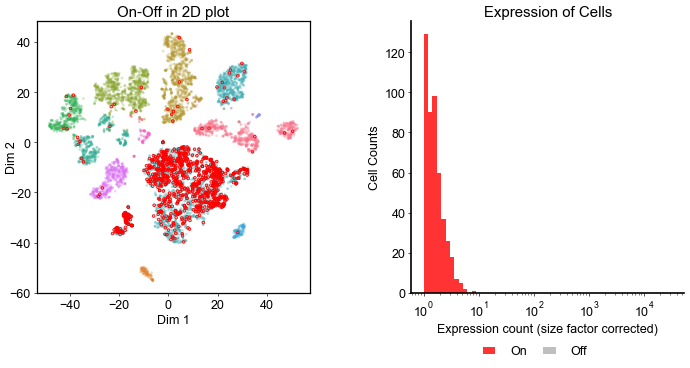 On-Off in 2D plot
40
20
0
−20
−40
−60
Dim 2
−40 −20 0 20 40
Dim 1
Expression of Cells
120
100
80
60
40
20
0
Cell Counts
10^0 10^1 10^2 10^3 10^4
Expression count (size factor corrected)
On Off